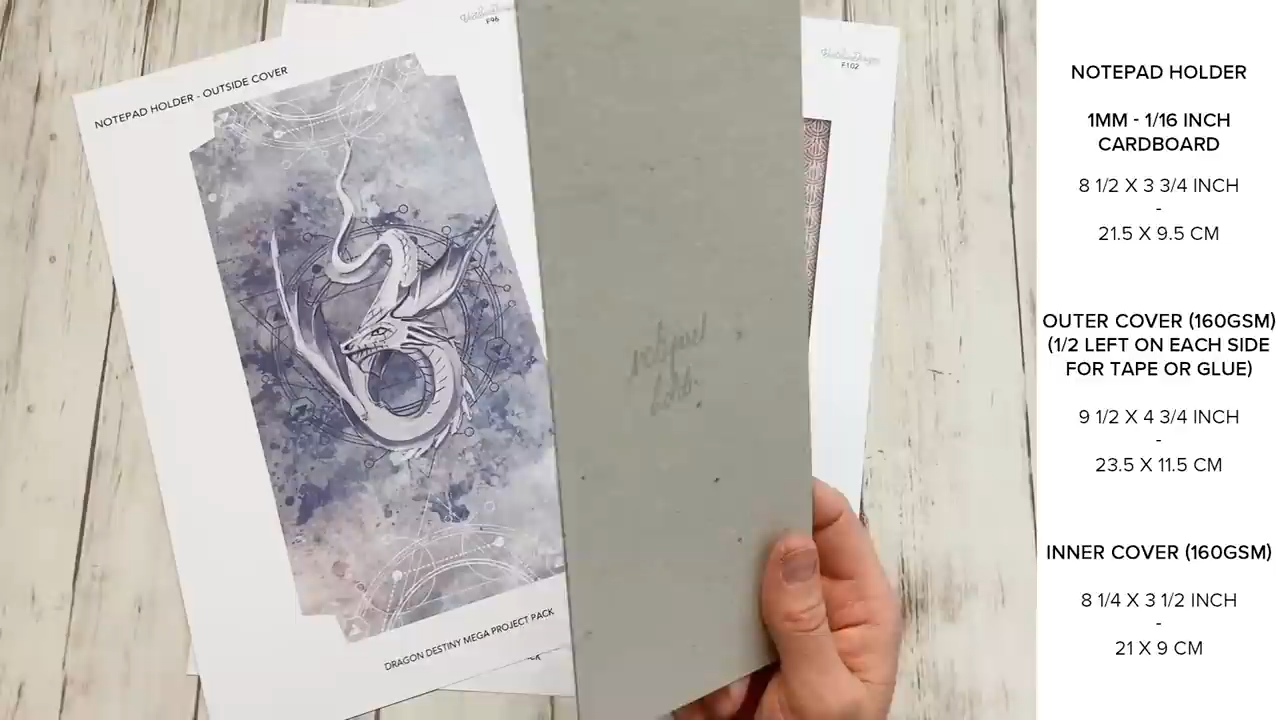 NOTEPAD HOLDER - OUTSIDE COVER
F96
F102
notepad
holder
DRAGON DESTINY MEGA PROJECT PACK
NOTEPAD HOLDER
1MM - 1/16 INCH
CARDBOARD
8 1/2 X 3 3/4 INCH
-
21.5 X 9.5 CM
OUTER COVER (160GSM)
(1/2 LEFT ON EACH SIDE
FOR TAPE OR GLUE)
9 1/2 X 4 3/4 INCH
-
23.5 X 11.5 CM
INNER COVER (160GSM)
8 1/4 X 3 1/2 INCH
-
21 X 9 CM